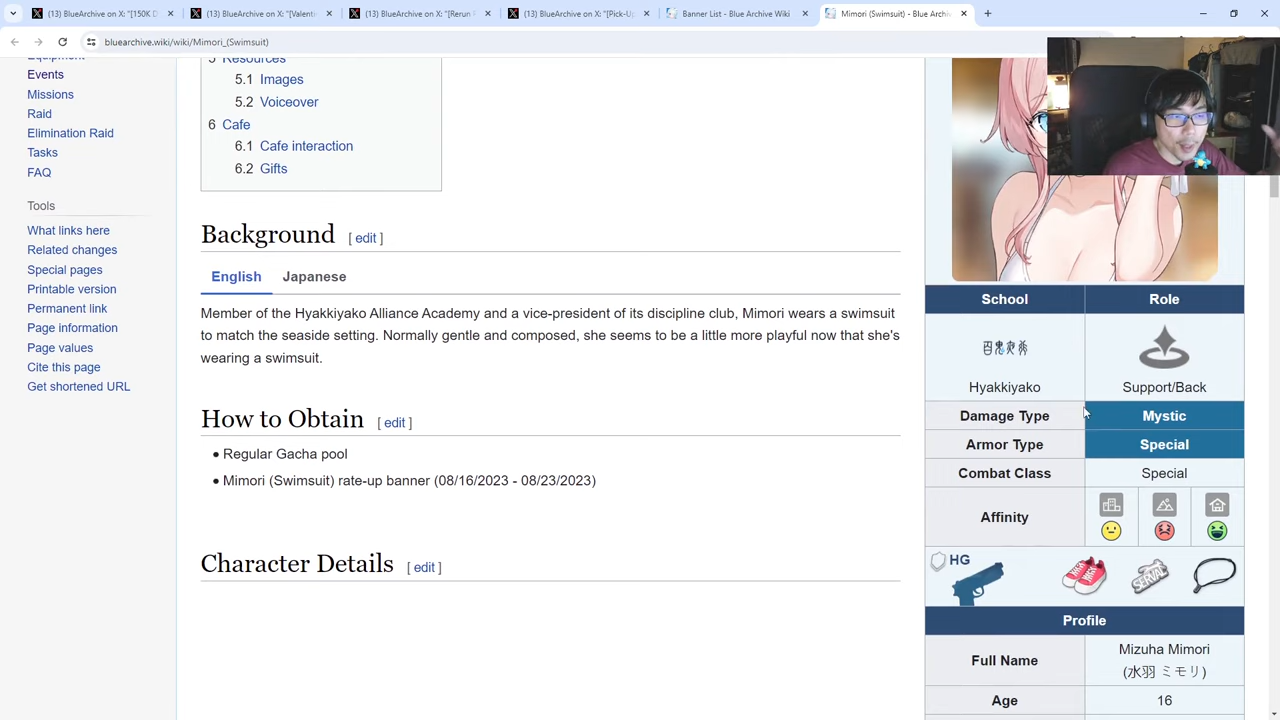 (13) BlueArchive on X: "[150K D
(13) BlueArchive on X: "[Valenti
(13) BlueArchive on X: "[Rerun
(13) BlueArchive on X: "[Pick-Up
Banner List - Blue Archive Wiki
Mimori (Swimsuit) - Blue Archi
bluearchive.wiki/wiki/Mimori_(Swimsuit)
Equipment
Events
Missions
Raid
Elimination Raid
Tasks
FAQ
Tools
What links here
Related changes
Special pages
Printable version
Permanent link
Page information
Page values
Cite this page
Get shortened URL
5 Resources
5.1 Images
5.2 Voiceover
6 Cafe
6.1 Cafe interaction
6.2 Gifts
Background [ edit ]
English Japanese
Member of the Hyakkiyako Alliance Academy and a vice-president of its discipline club, Mimori wears a swimsuit
to match the seaside setting. Normally gentle and composed, she seems to be a little more playful now that she's
wearing a swimsuit.
How to Obtain [ edit ]
• Regular Gacha pool
• Mimori (Swimsuit) rate-up banner (08/16/2023 - 08/23/2023)
Character Details [ edit ]
School Role
百鬼夜行
Hyakkiyako Support/Back
Damage Type Mystic
Armor Type Special
Combat Class Special
Affinity
HG
SERVAL
Profile
Full Name Mizuha Mimori
(水羽 ミモリ)
Age 16